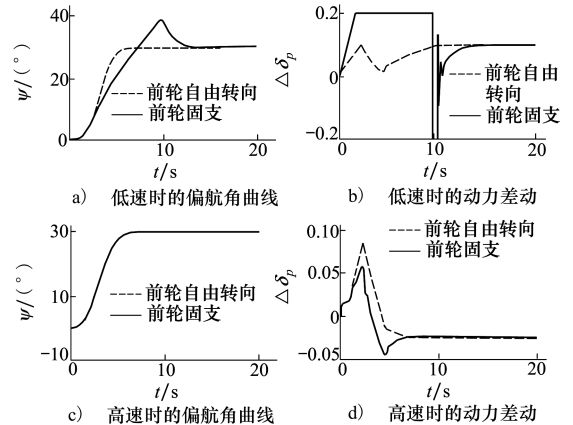 40
20
0
0
10
20
ψ/(°)
t/s
前轮自由转向
前轮固支
a) 低速时的偏航角曲线
0.2
0
−0.2
0
10
20
Δδp
t/s
前轮自由
转向
前轮固支
b) 低速时的动力差动
30
10
−10
0
10
20
ψ/(°)
t/s
前轮自由转向
前轮固支
c) 高速时的偏航角曲线
0.10
0.05
0
-0.05
0
10
20
Δδp
t/s
前轮自由转向
前轮固支
d) 高速时的动力差动